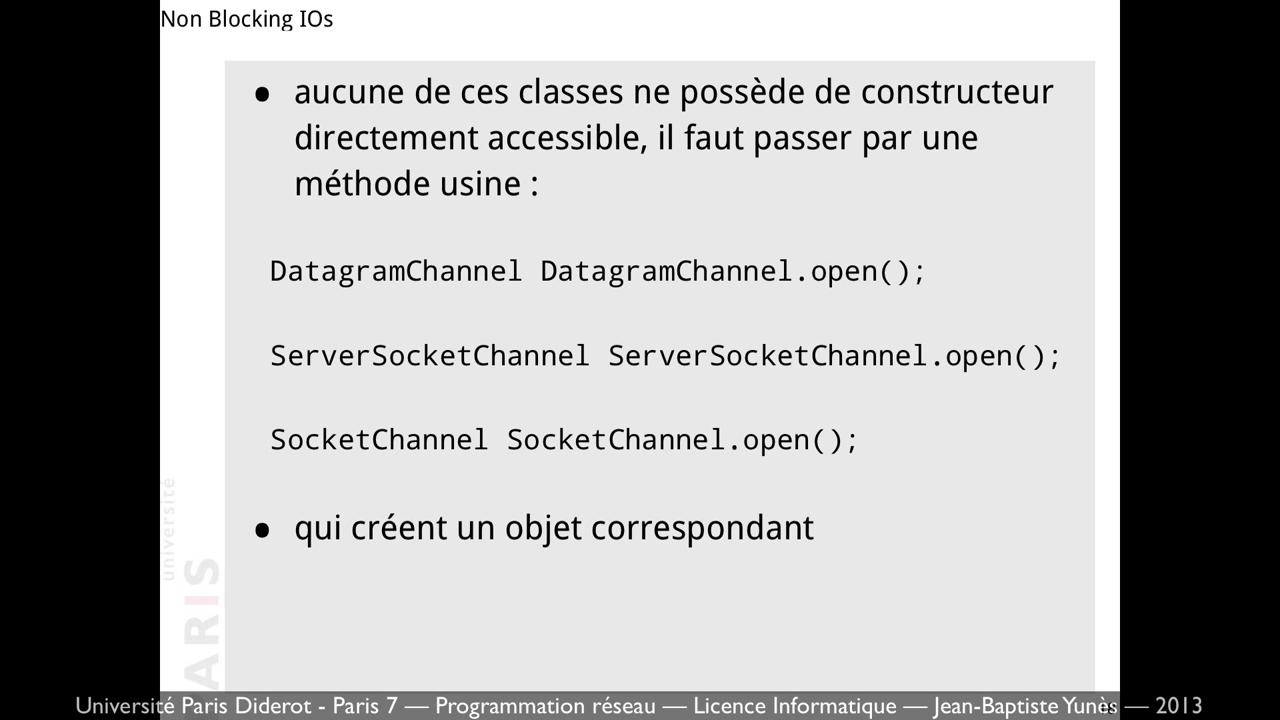 Non Blocking IOs
• aucune de ces classes ne possède de constructeur
directement accessible, il faut passer par une
méthode usine :
DatagramChannel DatagramChannel.open();
ServerSocketChannel ServerSocketChannel.open();
SocketChannel SocketChannel.open();
• qui créent un objet correspondant
université
PARIS
Université Paris Diderot - Paris 7 — Programmation réseau — Licence Informatique — Jean-Baptiste Yunès — 2013